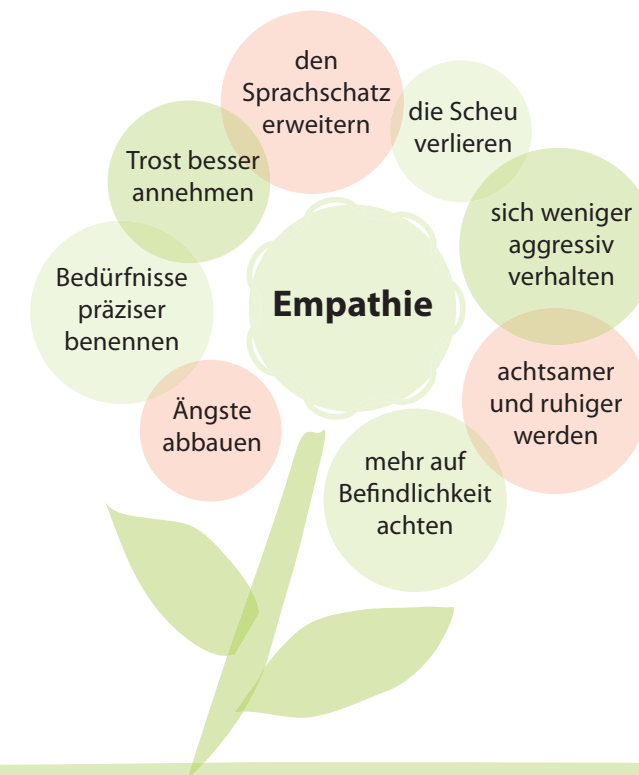 den
Sprachschatz
erweitern
die Scheu
verlieren
Trost besser
annehmen
sich weniger
aggressiv
verhalten
Bedürfnisse
präziser
benennen
Empathie
achtsamer
und ruhiger
werden
Ängste
abbauen
mehr auf
Befindlichkeit
achten